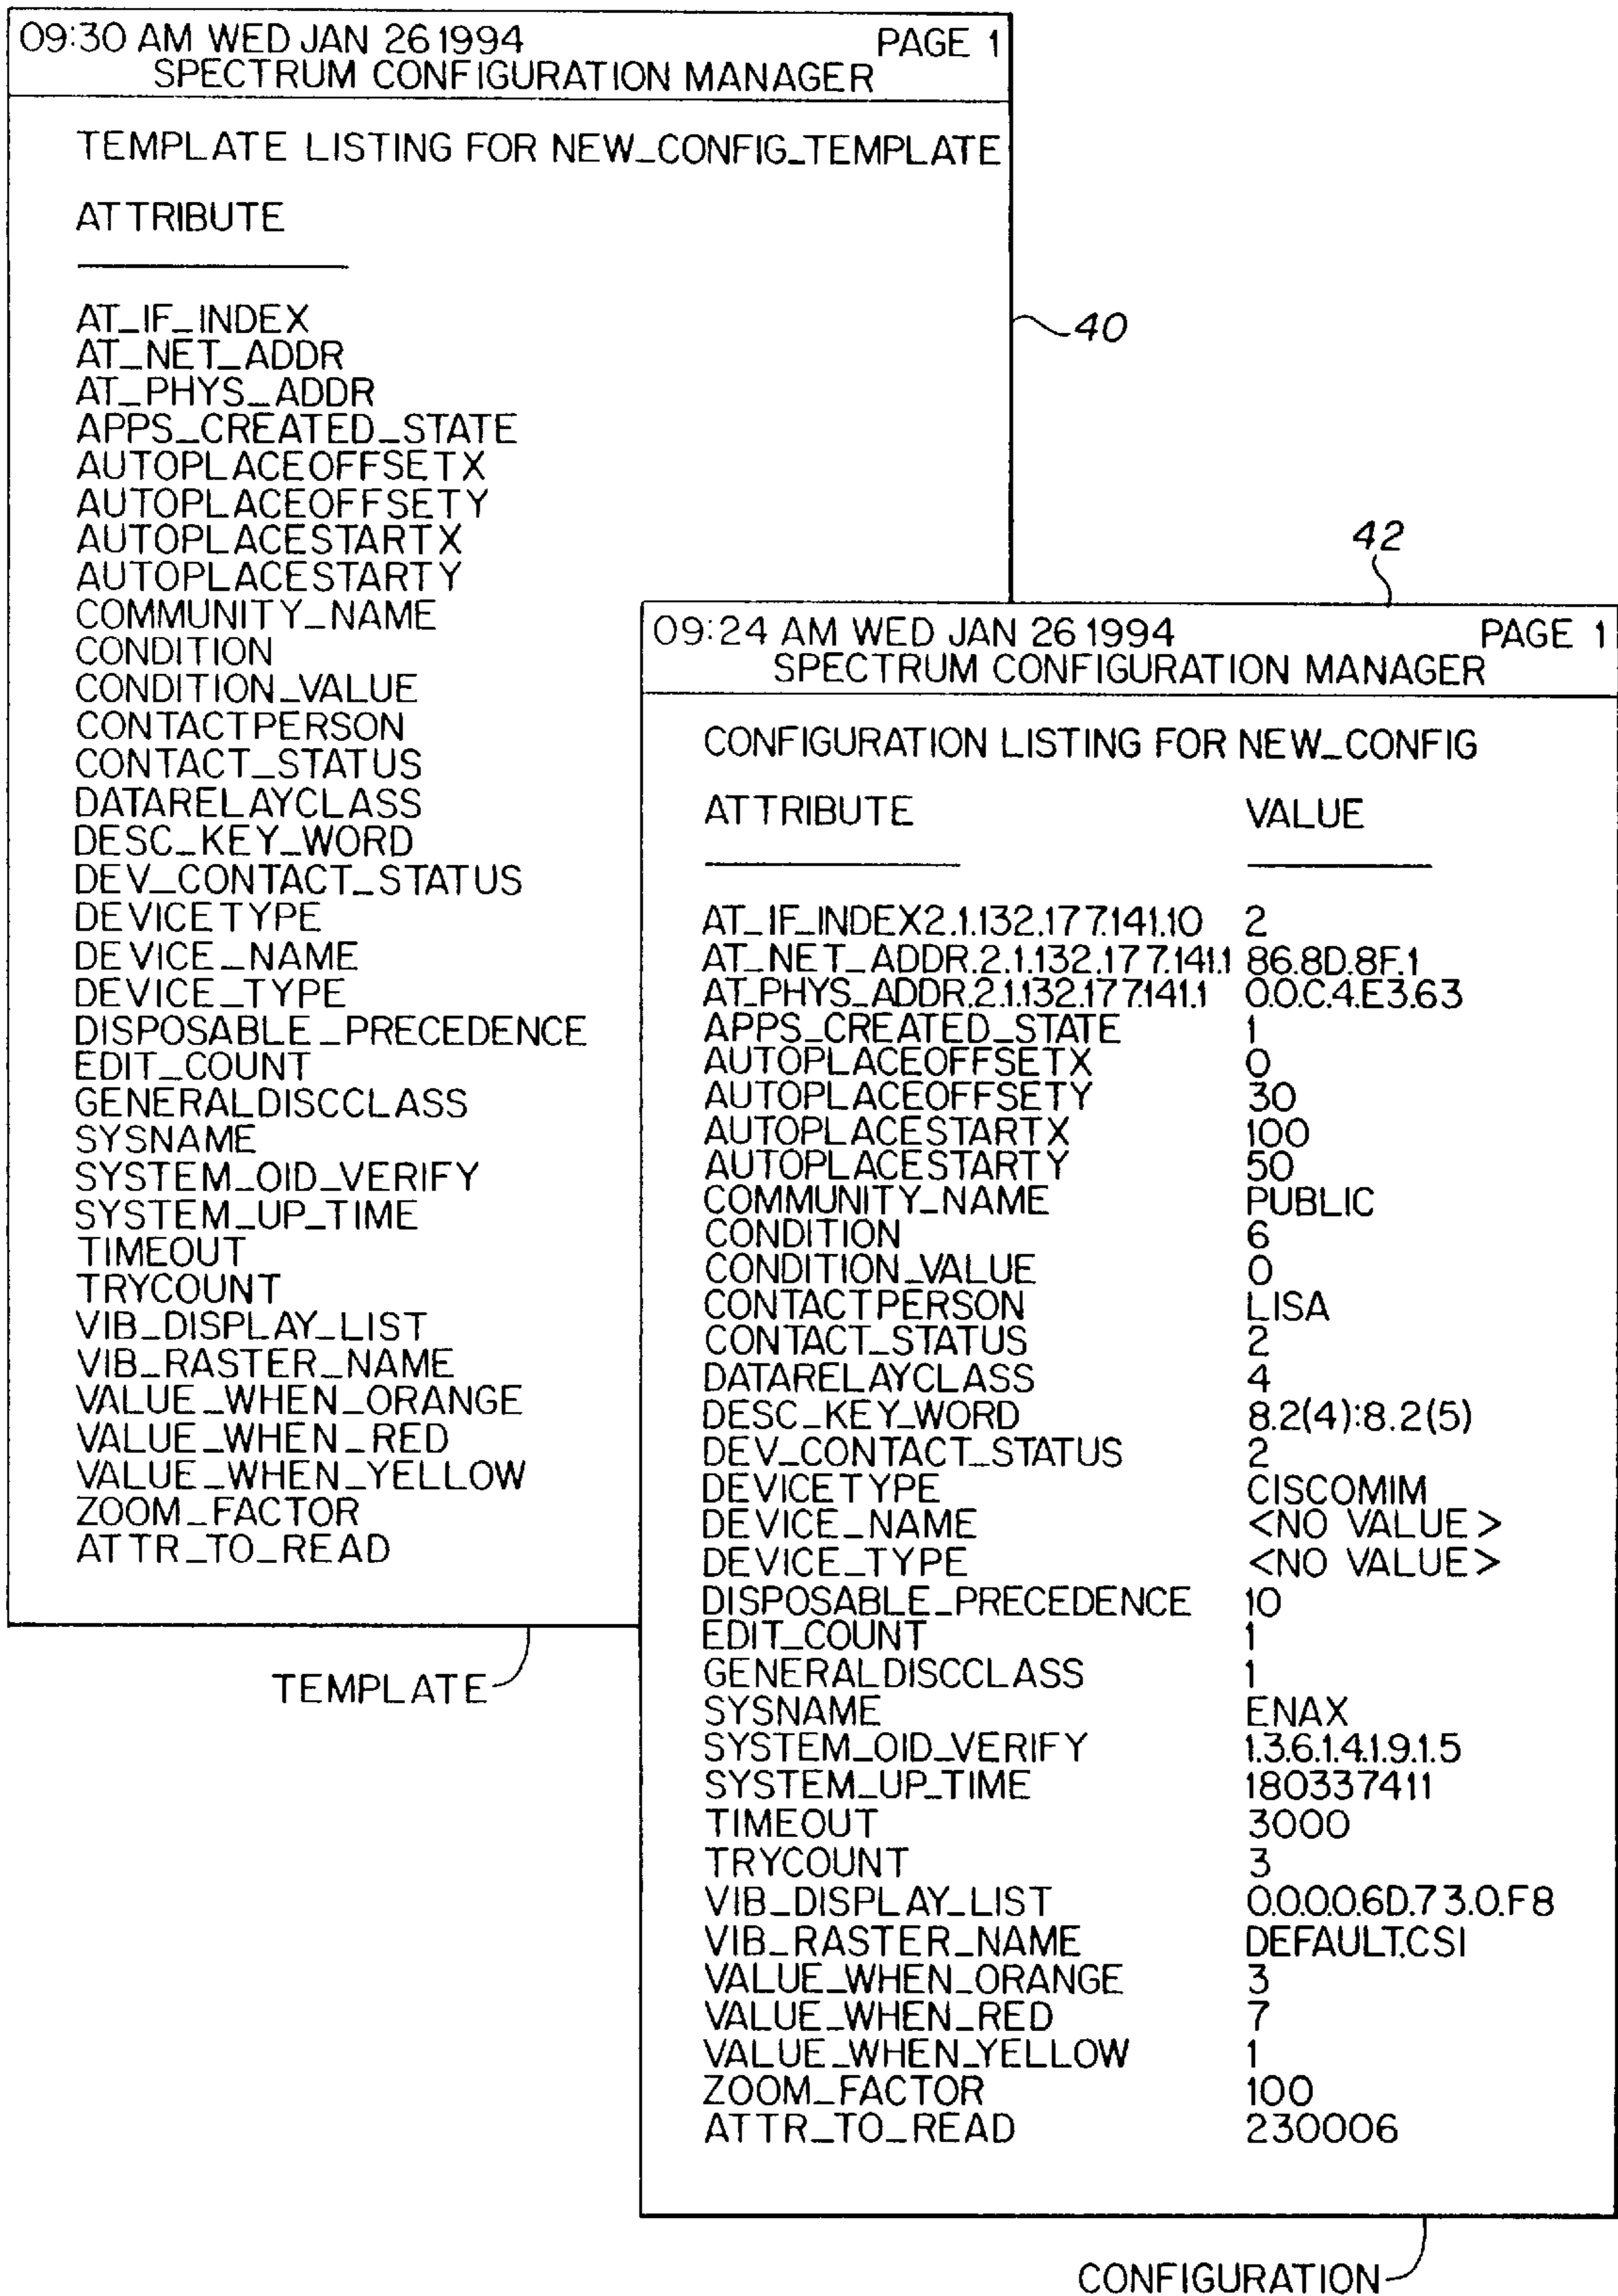 09:30 AM WED JAN 26 1994 PAGE 1
SPECTRUM CONFIGURATION MANAGER
TEMPLATE LISTING FOR NEW_CONFIG_TEMPLATE
ATTRIBUTE
AT_IF_INDEX
AT_NET_ADDR
AT_PHYS_ADDR
APPS_CREATED_STATE
AUTOPLACEOFFSETX
AUTOPLACEOFFSETY
AUTOPLACESTARTX
AUTOPLACESTARTY
COMMUNITY_NAME
CONDITION
CONDITION_VALUE
CONTACTPERSON
CONTACT_STATUS
DATARELAYCLASS
DESC_KEY_WORD
DEV_CONTACT_STATUS
DEVICETYPE
DEVICE_NAME
DEVICE_TYPE
DISPOSABLE_PRECEDENCE
EDIT_COUNT
GENERALDISCCLASS
SYSNAME
SYSTEM_OID_VERIFY
SYSTEM_UP_TIME
TIMEOUT
TRYCOUNT
VIB_DISPLAY_LIST
VIB_RASTER_NAME
VALUE_WHEN_ORANGE
VALUE_WHEN_RED
VALUE_WHEN_YELLOW
ZOOM_FACTOR
ATTR_TO_READ
40
TEMPLATE
42
09:24 AM WED JAN 26 1994 PAGE 1
SPECTRUM CONFIGURATION MANAGER
CONFIGURATION LISTING FOR NEW_CONFIG
ATTRIBUTE VALUE
AT_IF_INDEX2.1.132.177.141.10 2
AT_NET_ADDR.2.1.132.177.141.1 86.8D.8F.1
AT_PHYS_ADDR.2.1.132.177.141.1 0.0.C.4.E3.63
APPS_CREATED_STATE 1
AUTOPLACEOFFSETX 0
AUTOPLACEOFFSETY 30
AUTOPLACESTARTX 100
AUTOPLACESTARTY 50
COMMUNITY_NAME PUBLIC
CONDITION 6
CONDITION_VALUE 0
CONTACTPERSON LISA
CONTACT_STATUS 2
DATARELAYCLASS 4
DESC_KEY_WORD 8.2(4):8.2(5)
DEV_CONTACT_STATUS 2
DEVICETYPE CISCOMIM
DEVICE_NAME <NO VALUE>
DEVICE_TYPE <NO VALUE>
DISPOSABLE_PRECEDENCE 10
EDIT_COUNT 1
GENERALDISCCLASS 1
SYSNAME ENAX
SYSTEM_OID_VERIFY 1.3.6.1.4.1.9.1.5
SYSTEM_UP_TIME 180337411
TIMEOUT 3000
TRYCOUNT 3
VIB_DISPLAY_LIST 0.0.0.0.6D.73.0.F8
VIB_RASTER_NAME DEFAULT.CSI
VALUE_WHEN_ORANGE 3
VALUE_WHEN_RED 7
VALUE_WHEN_YELLOW 1
ZOOM_FACTOR 100
ATTR_TO_READ 230006
CONFIGURATION